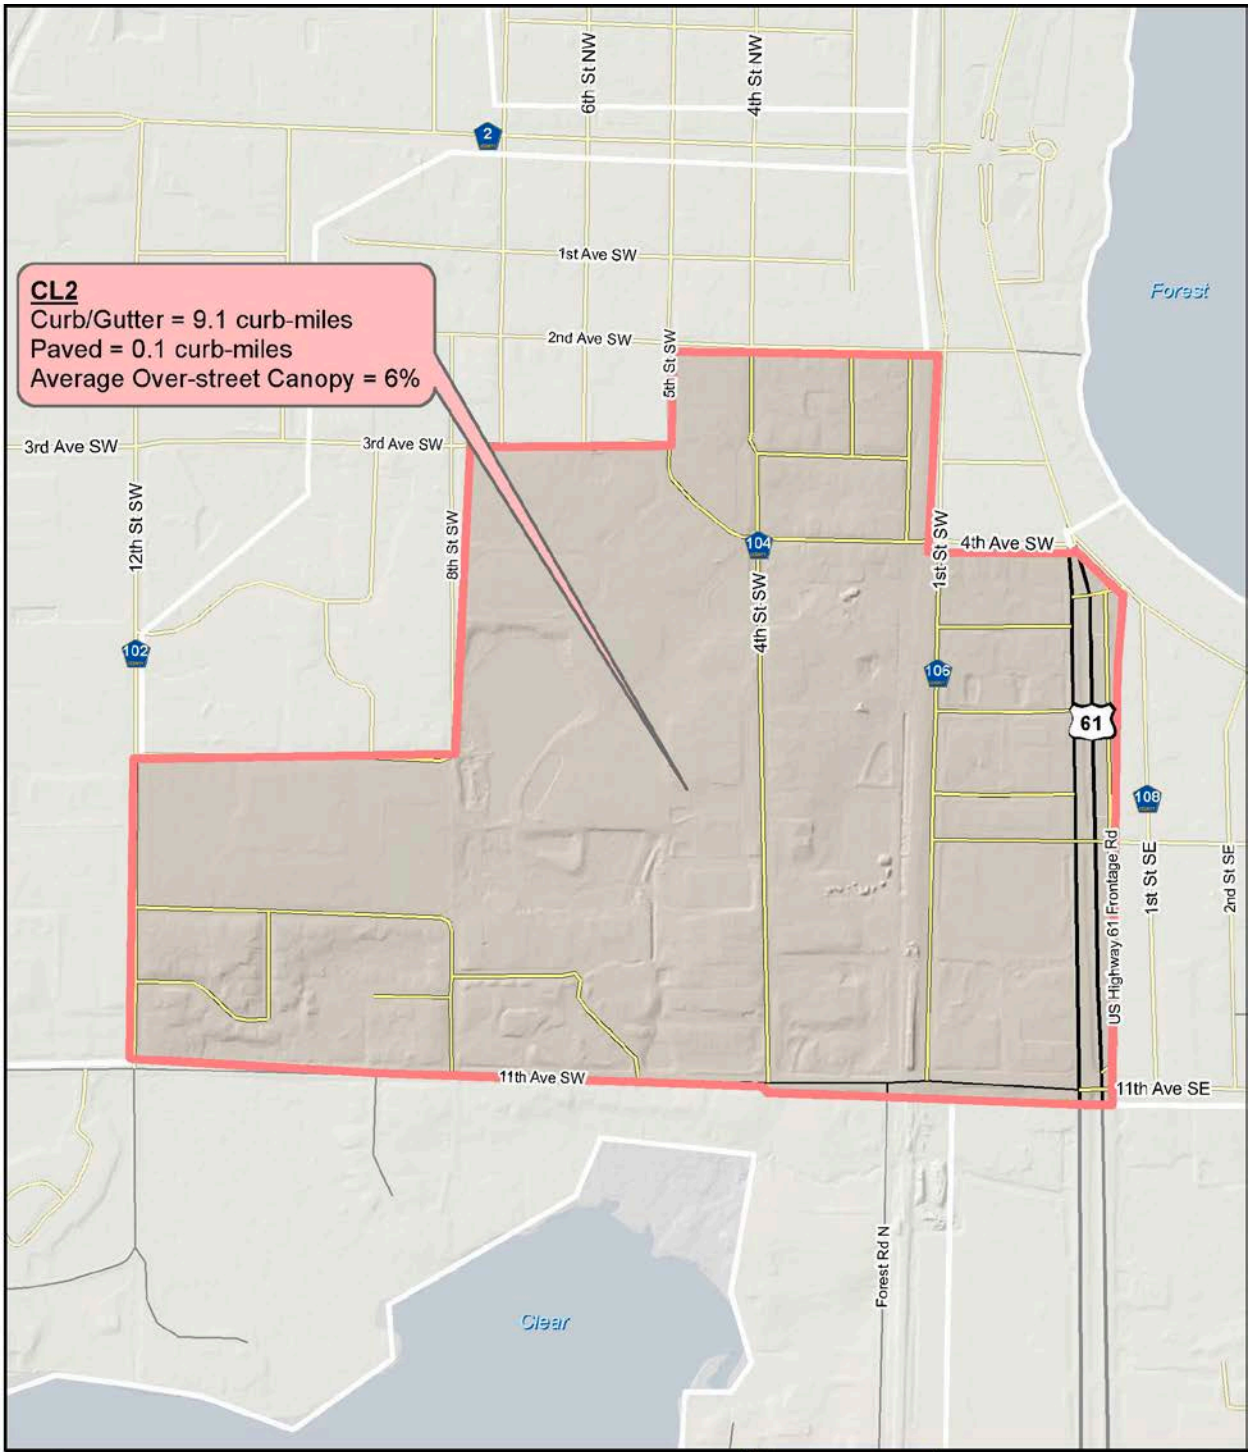 6th St NW
4th St NW
2
1st Ave SW
Forest
CL2
Curb/Gutter = 9.1 curb-miles
Paved = 0.1 curb-miles
Average Over-street Canopy = 6%
2nd Ave SW
5th St SW
3rd Ave SW
3rd Ave SW
12th St SW
8th St SW
104
1st St SW
4th Ave SW
4th St SW
102
106
61
108
US Highway 61 Frontage Rd
1st St SE
2nd St SE
11th Ave SW
11th Ave SE
Forest Rd N
Clear